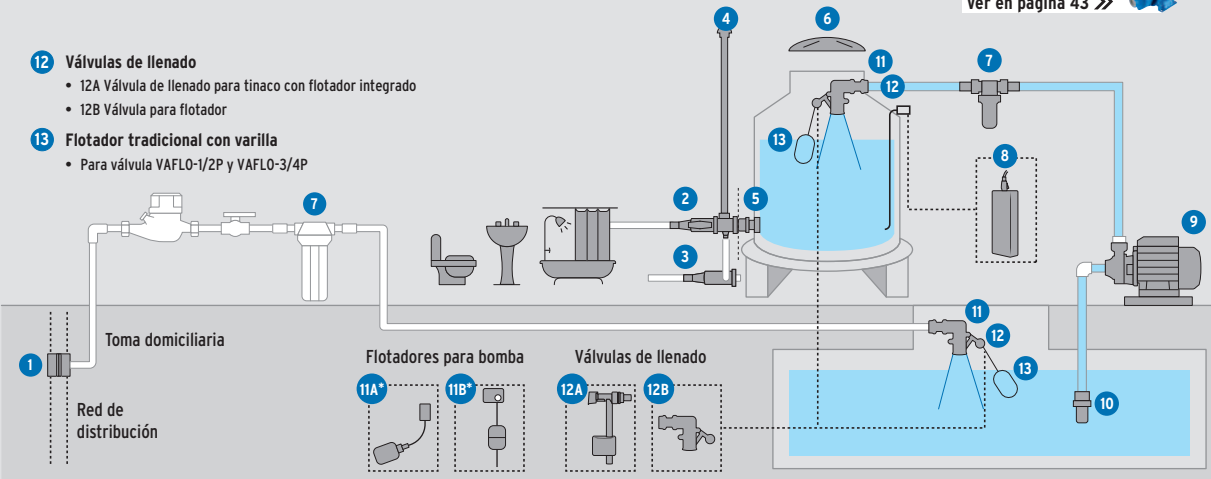 Ver en página 43 »
12 Válvulas de llenado
• 12A Válvula de llenado para tinaco con flotador integrado
• 12B Válvula para flotador
13 Flotador tradicional con varilla
• Para válvula VAFLO-1/2P y VAFLO-3/4P
4
6
11
12
7
13
8
2
5
9
7
3
11
12
13
1
Toma domiciliaria
Flotadores para bomba
Válvulas de llenado
11A*
11B*
12A
12B
10
Red de
distribución